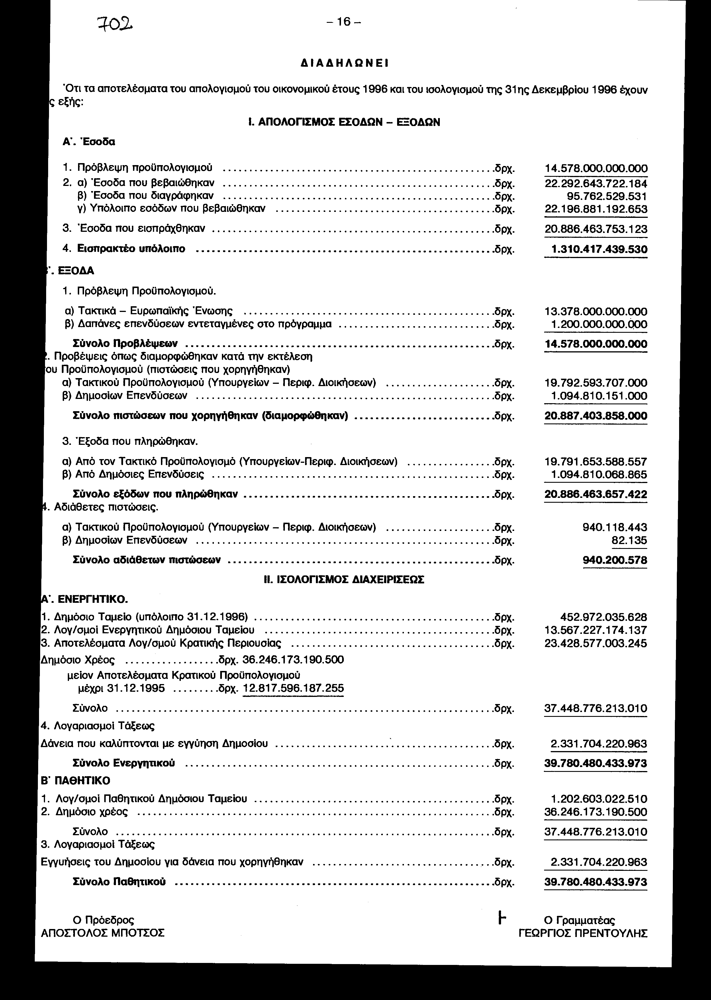 702
– 16 –
ΔΙΑΔΗΛΩΝΕΙ
Ότι τα αποτελέσματα του απολογισμού του οικονομικού έτους 1996 και του ισολογισμού της 31ης Δεκεμβρίου 1996 έχουν
ς εξής:
Ι. ΑΠΟΛΟΓΙΣΜΟΣ ΕΣΟΔΩΝ – ΕΞΟΔΩΝ
Α'. Έσοδα
1. Πρόβλεψη προϋπολογισμού ........ δρχ. 14.578.000.000.000
2. α) Έσοδα που βεβαιώθηκαν ........ δρχ. 22.292.643.722.184
β) Έσοδα που διαγράφηκαν ........ δρχ. 95.762.529.531
γ) Υπόλοιπο εσόδων που βεβαιώθηκαν ........ δρχ. 22.196.881.192.653
3. Έσοδα που εισπράχθηκαν ........ δρχ. 20.886.463.753.123
4. Εισπρακτέο υπόλοιπο ........ δρχ. 1.310.417.439.530
'. ΕΞΟΔΑ
1. Πρόβλεψη Προϋπολογισμού.
α) Τακτικά – Ευρωπαϊκής Ένωσης ........ δρχ. 13.378.000.000.000
β) Δαπάνες επενδύσεων εντεταγμένες στο πρόγραμμα ........ δρχ. 1.200.000.000.000
Σύνολο Προβλέψεων ........ δρχ. 14.578.000.000.000
. Προβέψεις όπως διαμορφώθηκαν κατά την εκτέλεση
ου Προϋπολογισμού (πιστώσεις που χορηγήθηκαν)
α) Τακτικού Προϋπολογισμού (Υπουργείων – Περιφ. Διοικήσεων) ........ δρχ. 19.792.593.707.000
β) Δημοσίων Επενδύσεων ........ δρχ. 1.094.810.151.000
Σύνολο πιστώσεων που χορηγήθηκαν (διαμορφώθηκαν) ........ δρχ. 20.887.403.858.000
3. Έξοδα που πληρώθηκαν.
α) Από τον Τακτικό Προϋπολογισμό (Υπουργείων-Περιφ. Διοικήσεων) ........ δρχ. 19.791.653.588.557
β) Από Δημόσιες Επενδύσεις ........ δρχ. 1.094.810.068.865
Σύνολο εξόδων που πληρώθηκαν ........ δρχ. 20.886.463.657.422
4. Αδιάθετες πιστώσεις.
α) Τακτικού Προϋπολογισμού (Υπουργείων – Περιφ. Διοικήσεων) ........ δρχ. 940.118.443
β) Δημοσίων Επενδύσεων ........ δρχ. 82.135
Σύνολο αδιάθετων πιστώσεων ........ δρχ. 940.200.578
ΙΙ. ΙΣΟΛΟΓΙΣΜΟΣ ΔΙΑΧΕΙΡΙΣΕΩΣ
Α'. ΕΝΕΡΓΗΤΙΚΟ.
1. Δημόσιο Ταμείο (υπόλοιπο 31.12.1996) ........ δρχ. 452.972.035.628
2. Λογ/σμοί Ενεργητικού Δημόσιου Ταμείου ........ δρχ. 13.567.227.174.137
3. Αποτελέσματα Λογ/σμού Κρατικής Περιουσίας ........ δρχ. 23.428.577.003.245
Δημόσιο Χρέος ........ δρχ. 36.246.173.190.500
μείον Αποτελέσματα Κρατικού Προϋπολογισμού
μέχρι 31.12.1995 ........ δρχ. 12.817.596.187.255
Σύνολο ........ δρχ. 37.448.776.213.010
4. Λογαριασμοί Τάξεως
Δάνεια που καλύπτονται με εγγύηση Δημοσίου ........ δρχ. 2.331.704.220.963
Σύνολο Ενεργητικού ........ δρχ. 39.780.480.433.973
Β' ΠΑΘΗΤΙΚΟ
1. Λογ/σμοί Παθητικού Δημόσιου Ταμείου ........ δρχ. 1.202.603.022.510
2. Δημόσιο χρέος ........ δρχ. 36.246.173.190.500
Σύνολο ........ δρχ. 37.448.776.213.010
3. Λογαριασμοί Τάξεως
Εγγυήσεις του Δημοσίου για δάνεια που χορηγήθηκαν ........ δρχ. 2.331.704.220.963
Σύνολο Παθητικού ........ δρχ. 39.780.480.433.973
Ο Πρόεδρος Ο Γραμματέας
ΑΠΟΣΤΟΛΟΣ ΜΠΟΤΣΟΣ ΓΕΩΡΓΙΟΣ ΠΡΕΝΤΟΥΛΗΣ